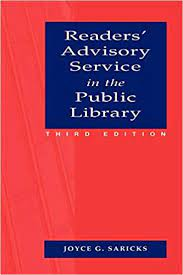 Readers'
Advisory
Service
in the
Public
Library
THIRD EDITION
JOYCE G. SARICKS